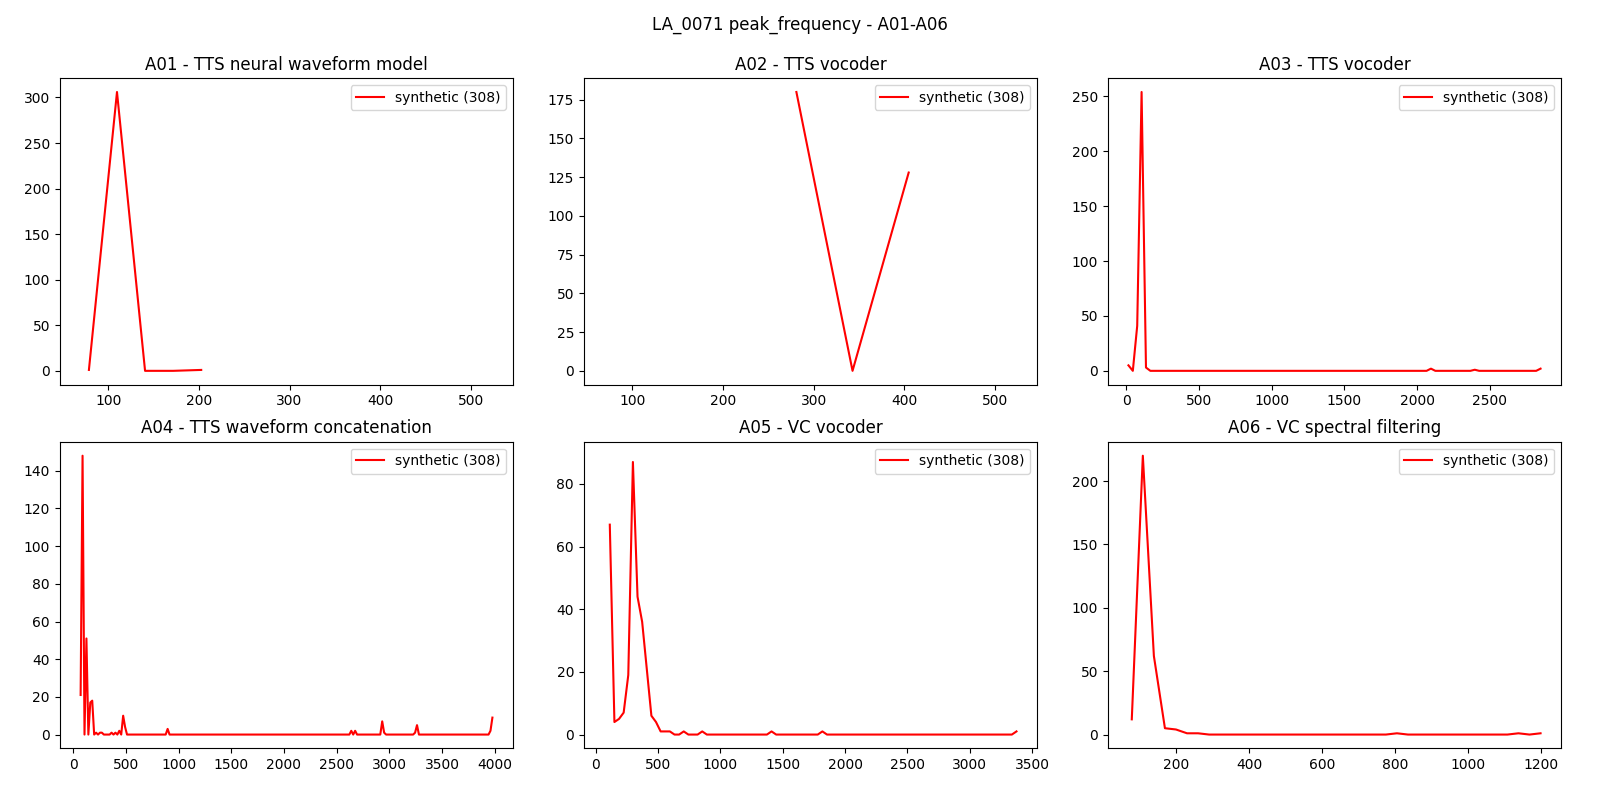 LA_0071 peak_frequency - A01-A06
A01 - TTS neural waveform model
synthetic (308)
300
250
200
150
100
50
0
100 200 300 400 500
A02 - TTS vocoder
synthetic (308)
175
150
125
100
75
50
25
0
100 200 300 400 500
A03 - TTS vocoder
synthetic (308)
250
200
150
100
50
0
0 500 1000 1500 2000 2500
A04 - TTS waveform concatenation
synthetic (308)
140
120
100
80
60
40
20
0
0 500 1000 1500 2000 2500 3000 3500 4000
A05 - VC vocoder
synthetic (308)
80
60
40
20
0
0 500 1000 1500 2000 2500 3000 3500
A06 - VC spectral filtering
synthetic (308)
200
150
100
50
0
200 400 600 800 1000 1200